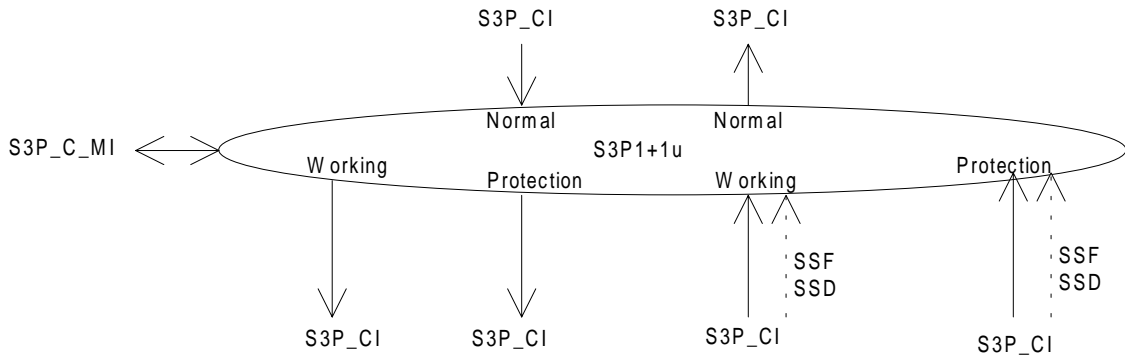 S3P_CI S3P_CI
Normal Normal
S3P_C_MI S3P1+1u
Working Protection Working Protection
SSF SSF
SSD SSD
S3P_CI S3P_CI S3P_CI S3P_CI